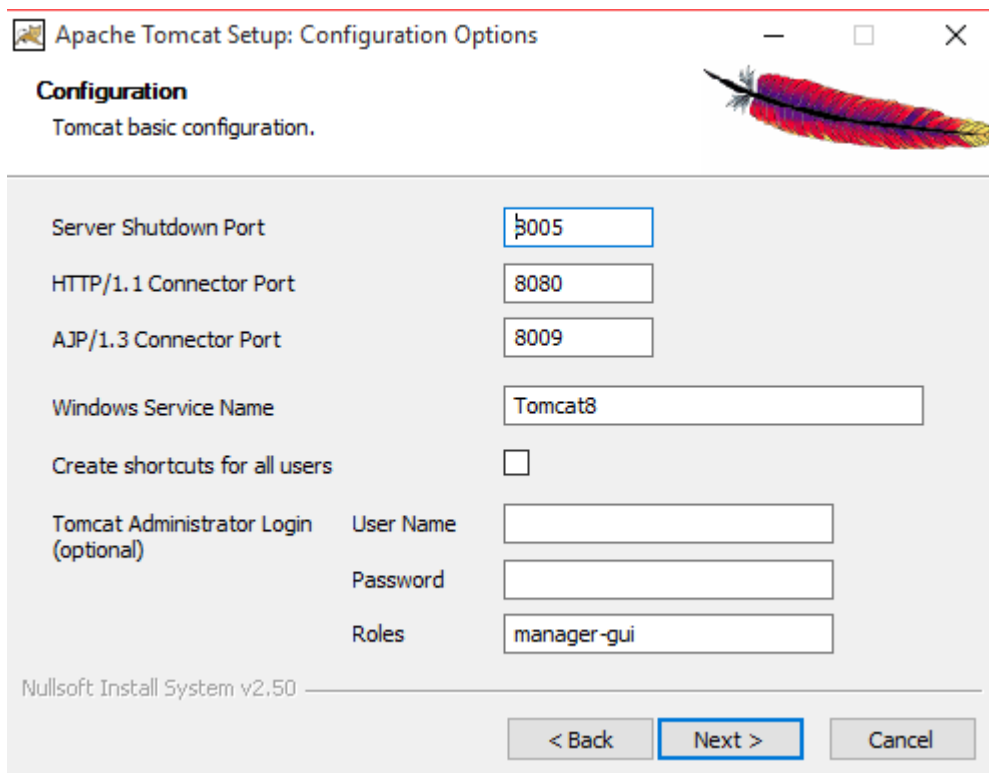 Apache Tomcat Setup: Configuration Options
Configuration
Tomcat basic configuration.
Server Shutdown Port 8005
HTTP/1.1 Connector Port 8080
AJP/1.3 Connector Port 8009
Windows Service Name Tomcat8
Create shortcuts for all users
Tomcat Administrator Login User Name
(optional)
Password
Roles manager-gui
Nullsoft Install System v2.50
< Back Next > Cancel